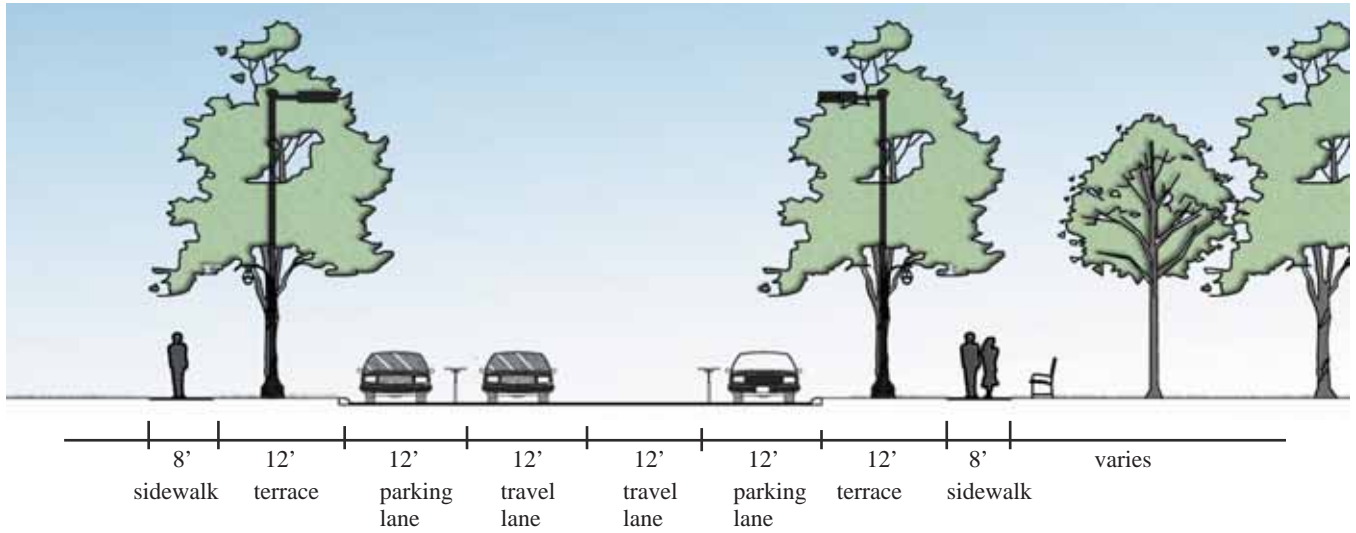 8’ 12’ 12’ 12’ 12’ 12’ 12’ 8’ varies
sidewalk terrace parking travel travel parking terrace sidewalk
lane lane lane lane